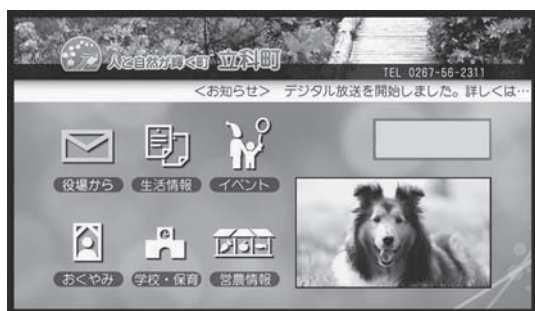 人と自然が輝く町 立科町
TEL 0267-56-2311
<お知らせ> デジタル放送を開始しました。詳しくは…
役場から 生活情報 イベント
おくやみ 学校・保育 営農情報